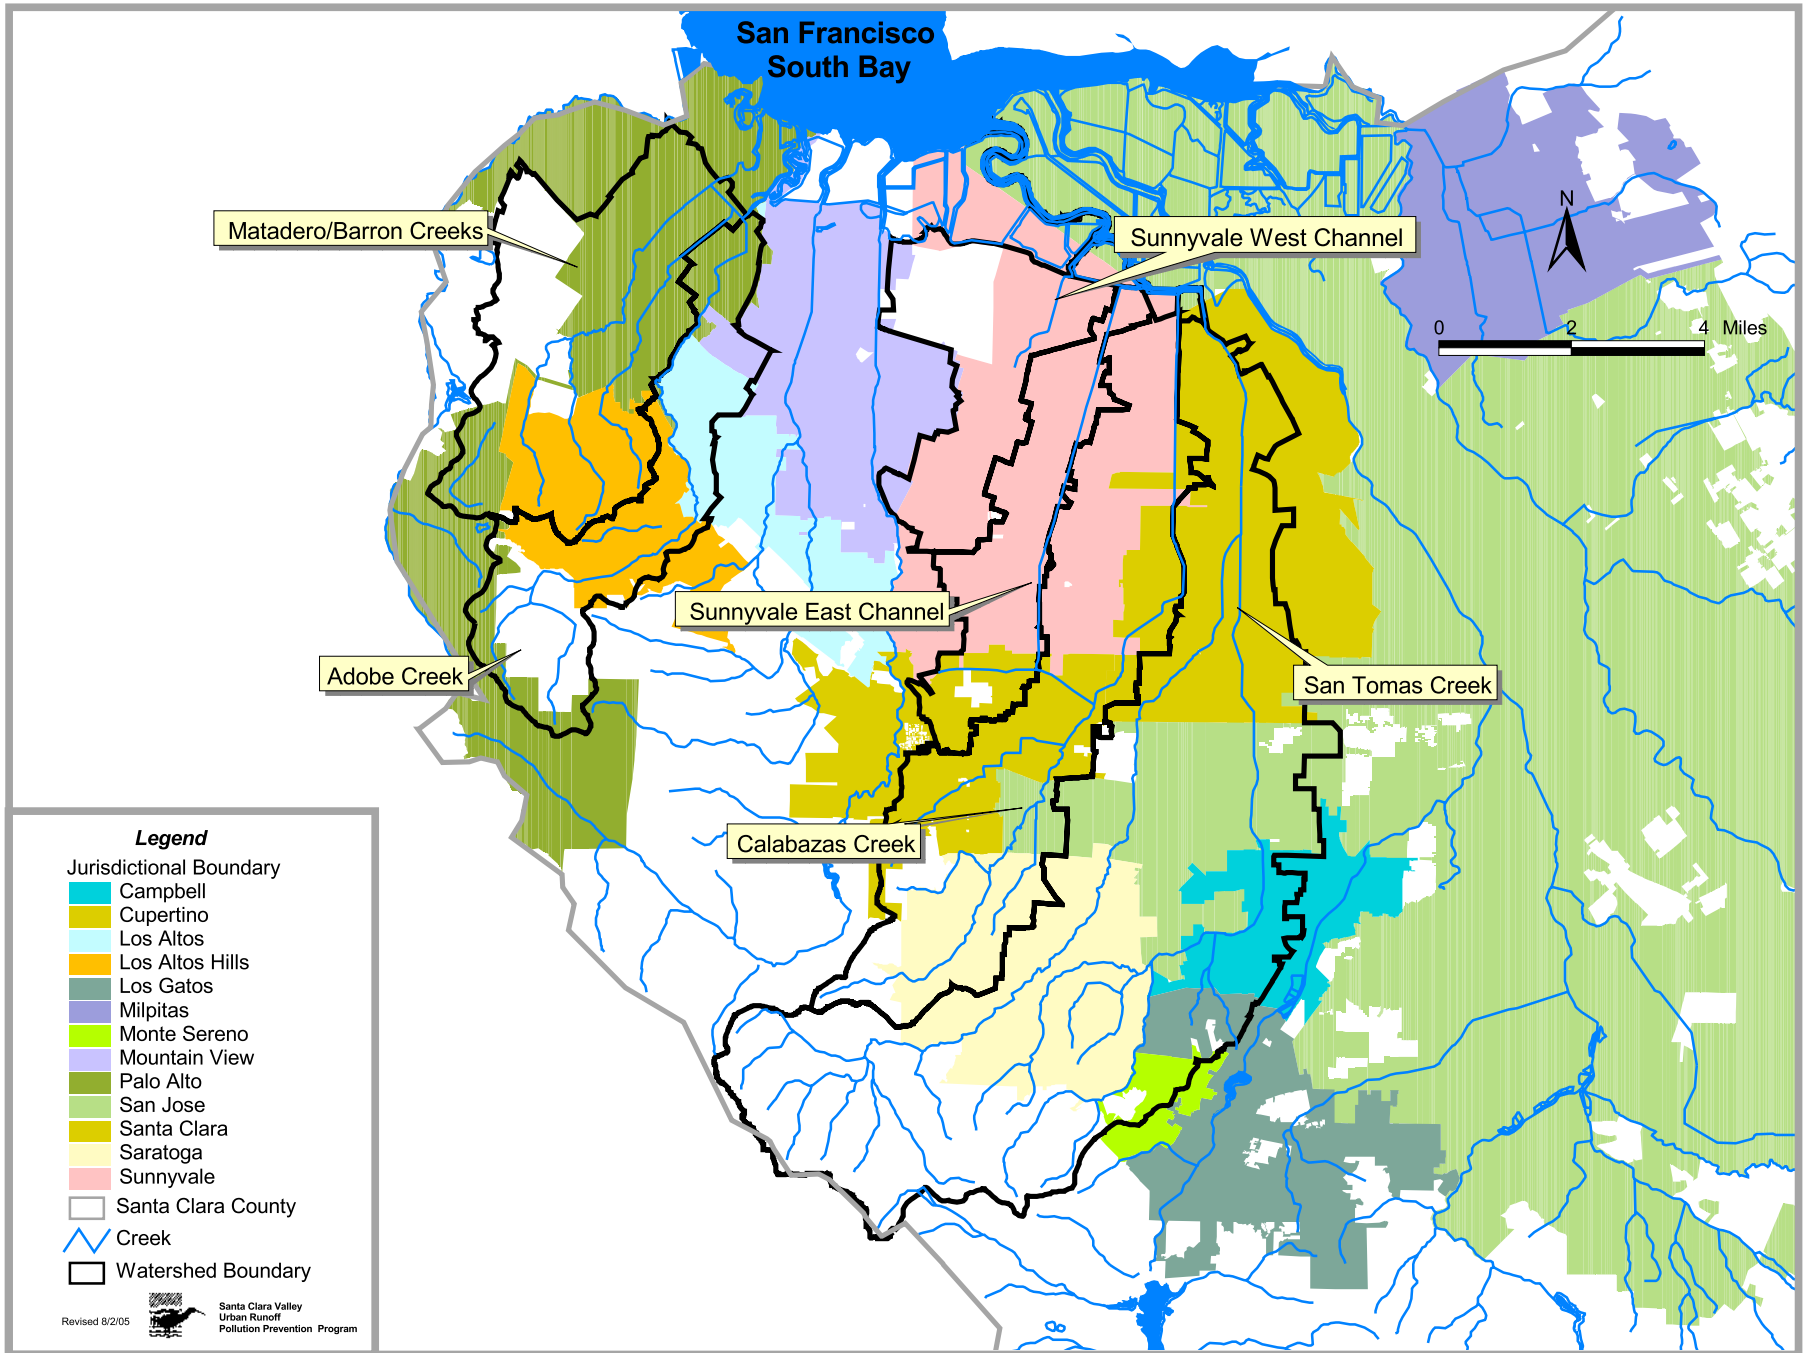 San Francisco
South Bay
Matadero/Barron Creeks
Sunnyvale West Channel
N
0 2 4 Miles
Sunnyvale East Channel
Adobe Creek
San Tomas Creek
Calabazas Creek
Legend
Jurisdictional Boundary
Campbell
Cupertino
Los Altos
Los Altos Hills
Los Gatos
Milpitas
Monte Sereno
Mountain View
Palo Alto
San Jose
Santa Clara
Saratoga
Sunnyvale
Santa Clara County
Creek
Watershed Boundary
Revised 8/2/05
Santa Clara Valley
Urban Runoff
Pollution Prevention Program